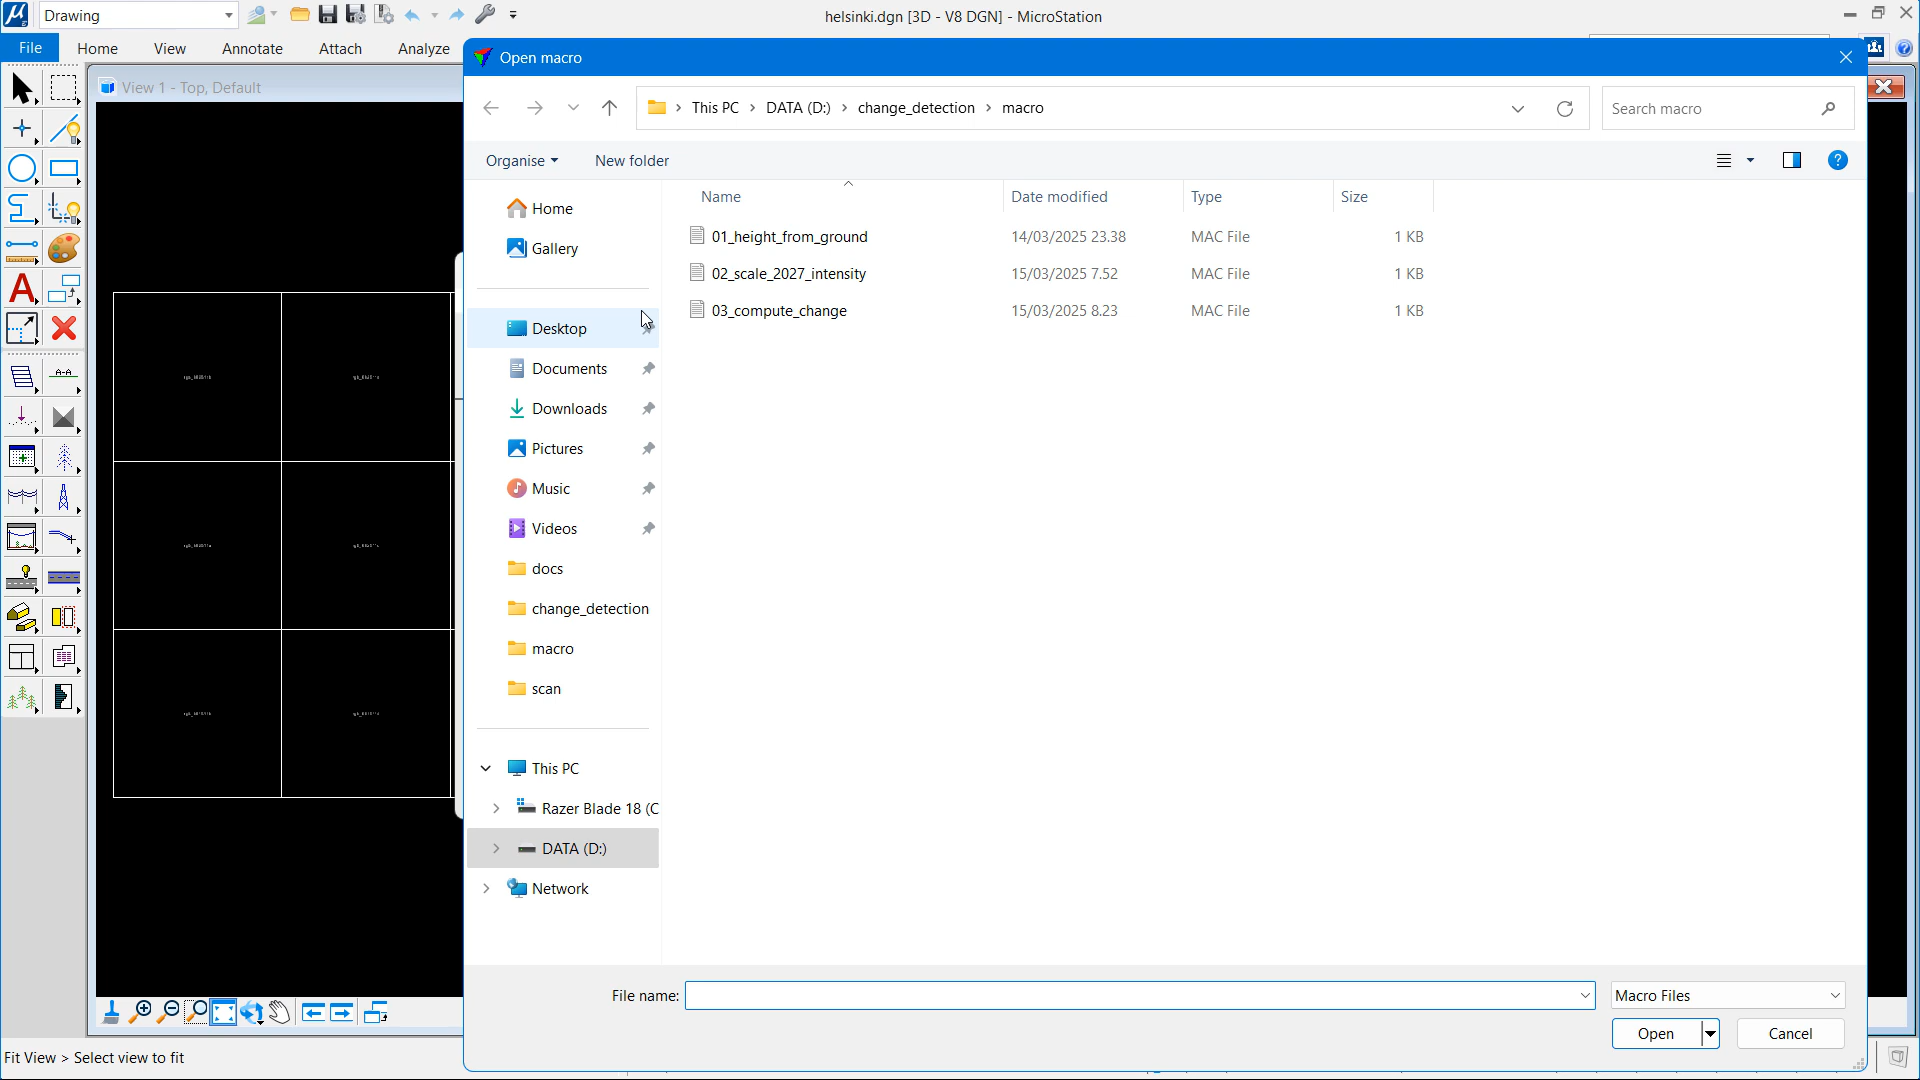 Drawing
helsinki.dgn [3D - V8 DGN] - MicroStation
File
Home
View
Annotate
Attach
Analyze
View 1 - Top, Default
Open macro
This PC
DATA (D:)
change_detection
macro
Search macro
Organise
New folder
Name
Date modified
Type
Size
01_height_from_ground
14/03/2025 23.38
MAC File
1 KB
02_scale_2027_intensity
15/03/2025 7.52
MAC File
1 KB
03_compute_change
15/03/2025 8.23
MAC File
1 KB
Home
Gallery
Desktop
Documents
Downloads
Pictures
Music
Videos
docs
change_detection
macro
scan
This PC
Razer Blade 18 (C
DATA (D:)
Network
File name:
Macro Files
Open
Cancel
Fit View > Select view to fit